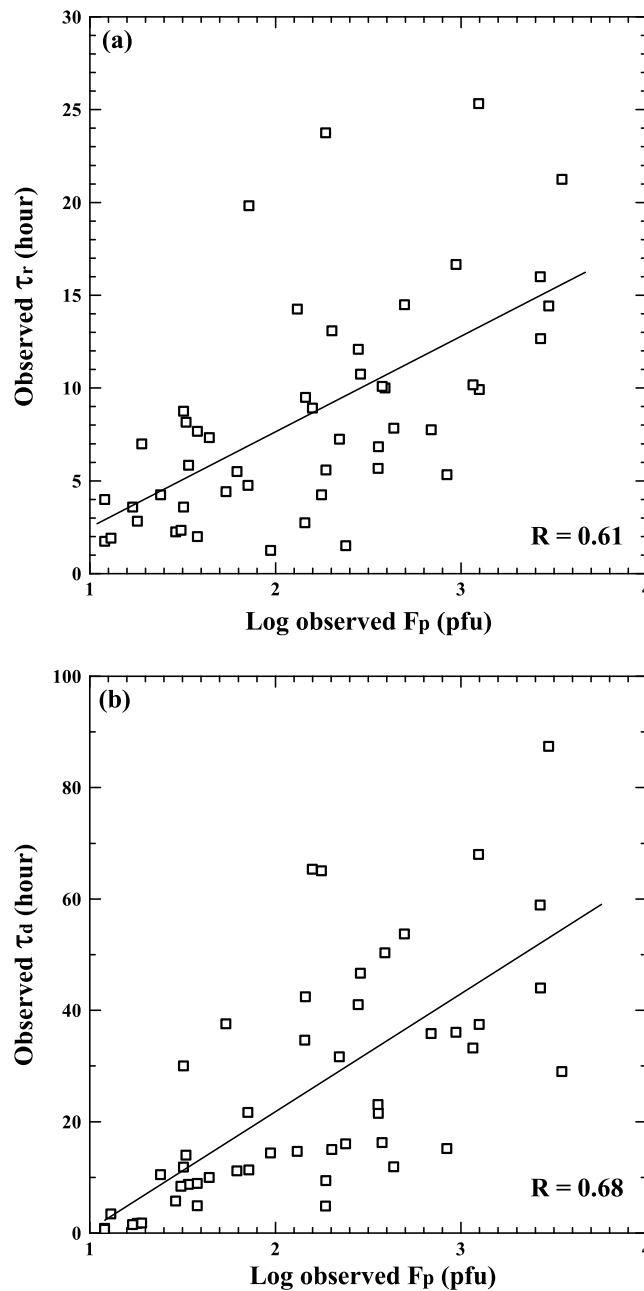 30
(a)
25
20
15
10
5
0
Observed τr (hour)
R = 0.61
1 2 3 4
Log observed Fp (pfu)
100
(b)
80
60
40
20
0
Observed τd (hour)
R = 0.68
1 2 3 4
Log observed Fp (pfu)